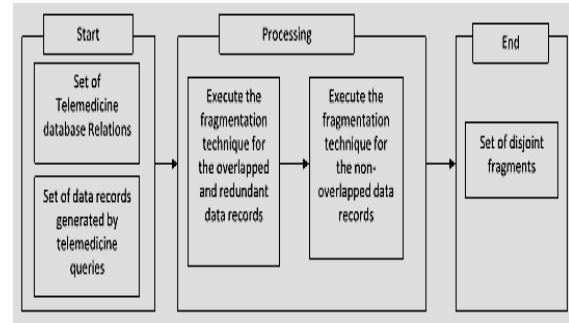 Start
Set of
Telemedicine
database Relations
Set of data records
generated by
telemedicine
queries
Processing
Execute the
fragmentation
technique for
the overlapped
and redundant
data records
Execute the
fragmentation
technique for
the non-
overlapped data
records
End
Set of disjoint
fragments